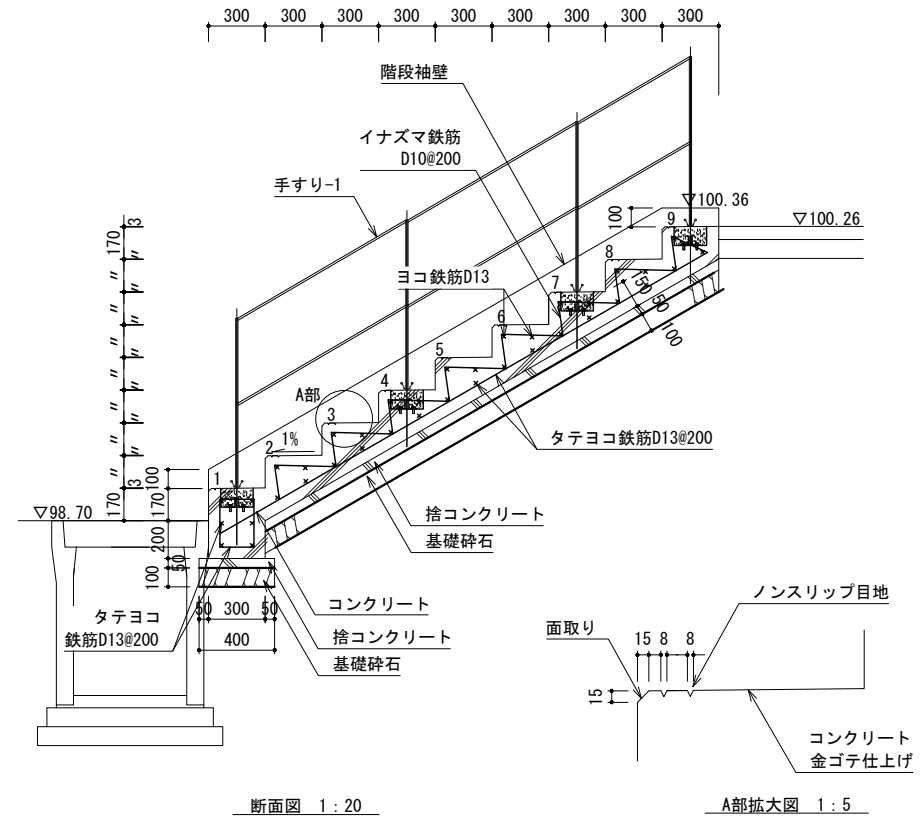 300 300 300 300 300 300 300 300 300
階段袖壁
イナズマ鉄筋
D10@200
手すり-1
▽100.36
100
▽100.26
170
3
〃
〃
〃
〃
〃
〃
〃
170
3
9
8
7
6
5
4
3
2
1
ヨコ鉄筋D13
150
50
100
A部
1%
タテヨコ鉄筋D13@200
▽98.70
100
170
200
50
100
捨コンクリート
基礎砕石
50 300 50
400
タテヨコ
鉄筋D13@200
コンクリート
捨コンクリート
基礎砕石
ノンスリップ目地
面取り
15 8 8
15
コンクリート
金ゴテ仕上げ
断面図 1:20
A部拡大図 1:5